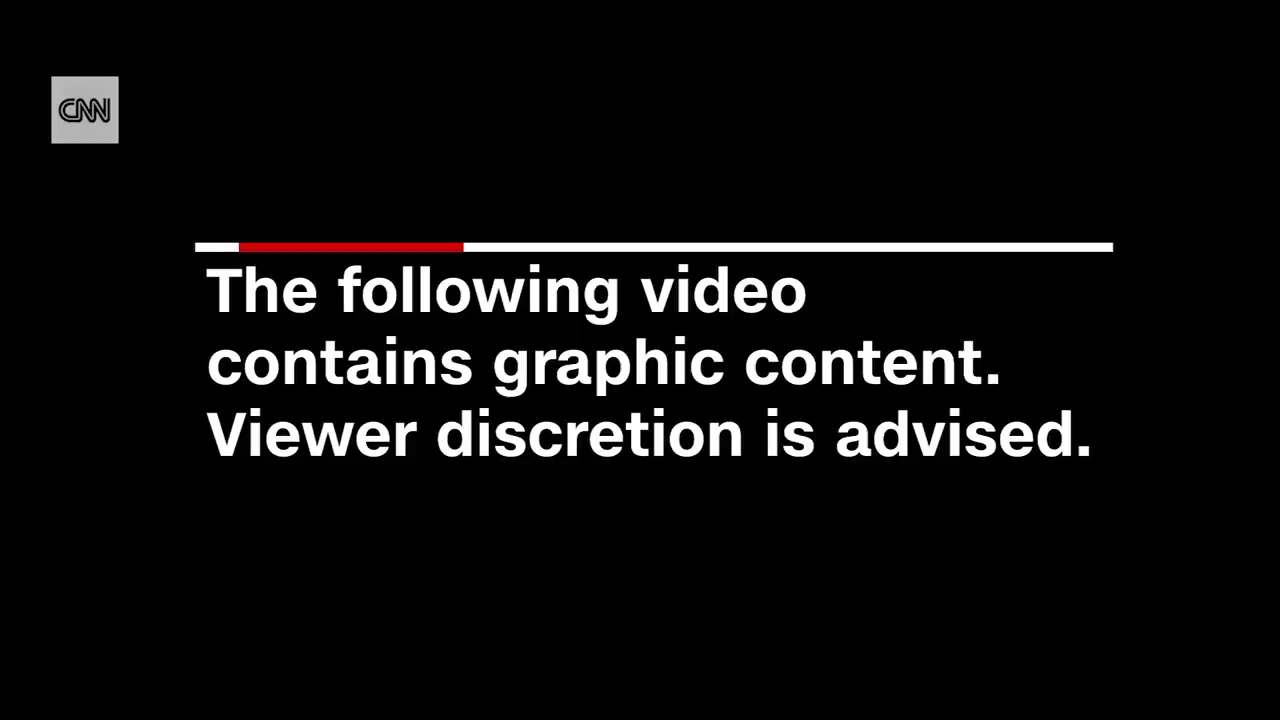 CNN
The following video
contains graphic content.
Viewer discretion is advised.